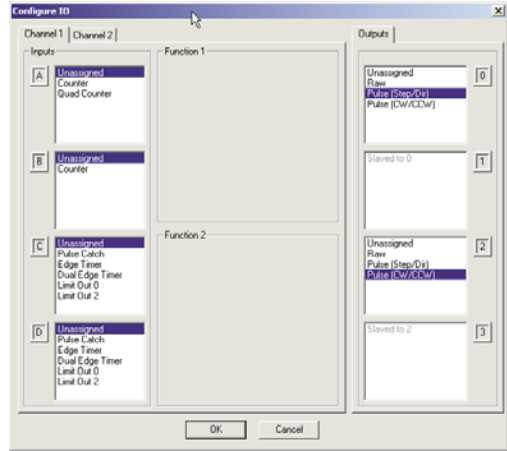 Configure IO
Channel 1 Channel 2
Inputs
A
Unassigned
Counter
Quad Counter
B
Unassigned
Counter
C
Unassigned
Pulse Catch
Edge Timer
Dual Edge Timer
Limit Out 0
Limit Out 2
D
Unassigned
Pulse Catch
Edge Timer
Dual Edge Timer
Limit Out 0
Limit Out 2
Function 1
Function 2
Outputs
Unassigned
Raw
Pulse (Step/Dir)
Pulse (CW/CCW)
0
Slaved to 0
1
Unassigned
Raw
Pulse (Step/Dir)
Pulse (CW/CCW)
2
Slaved to 2
3
OK Cancel